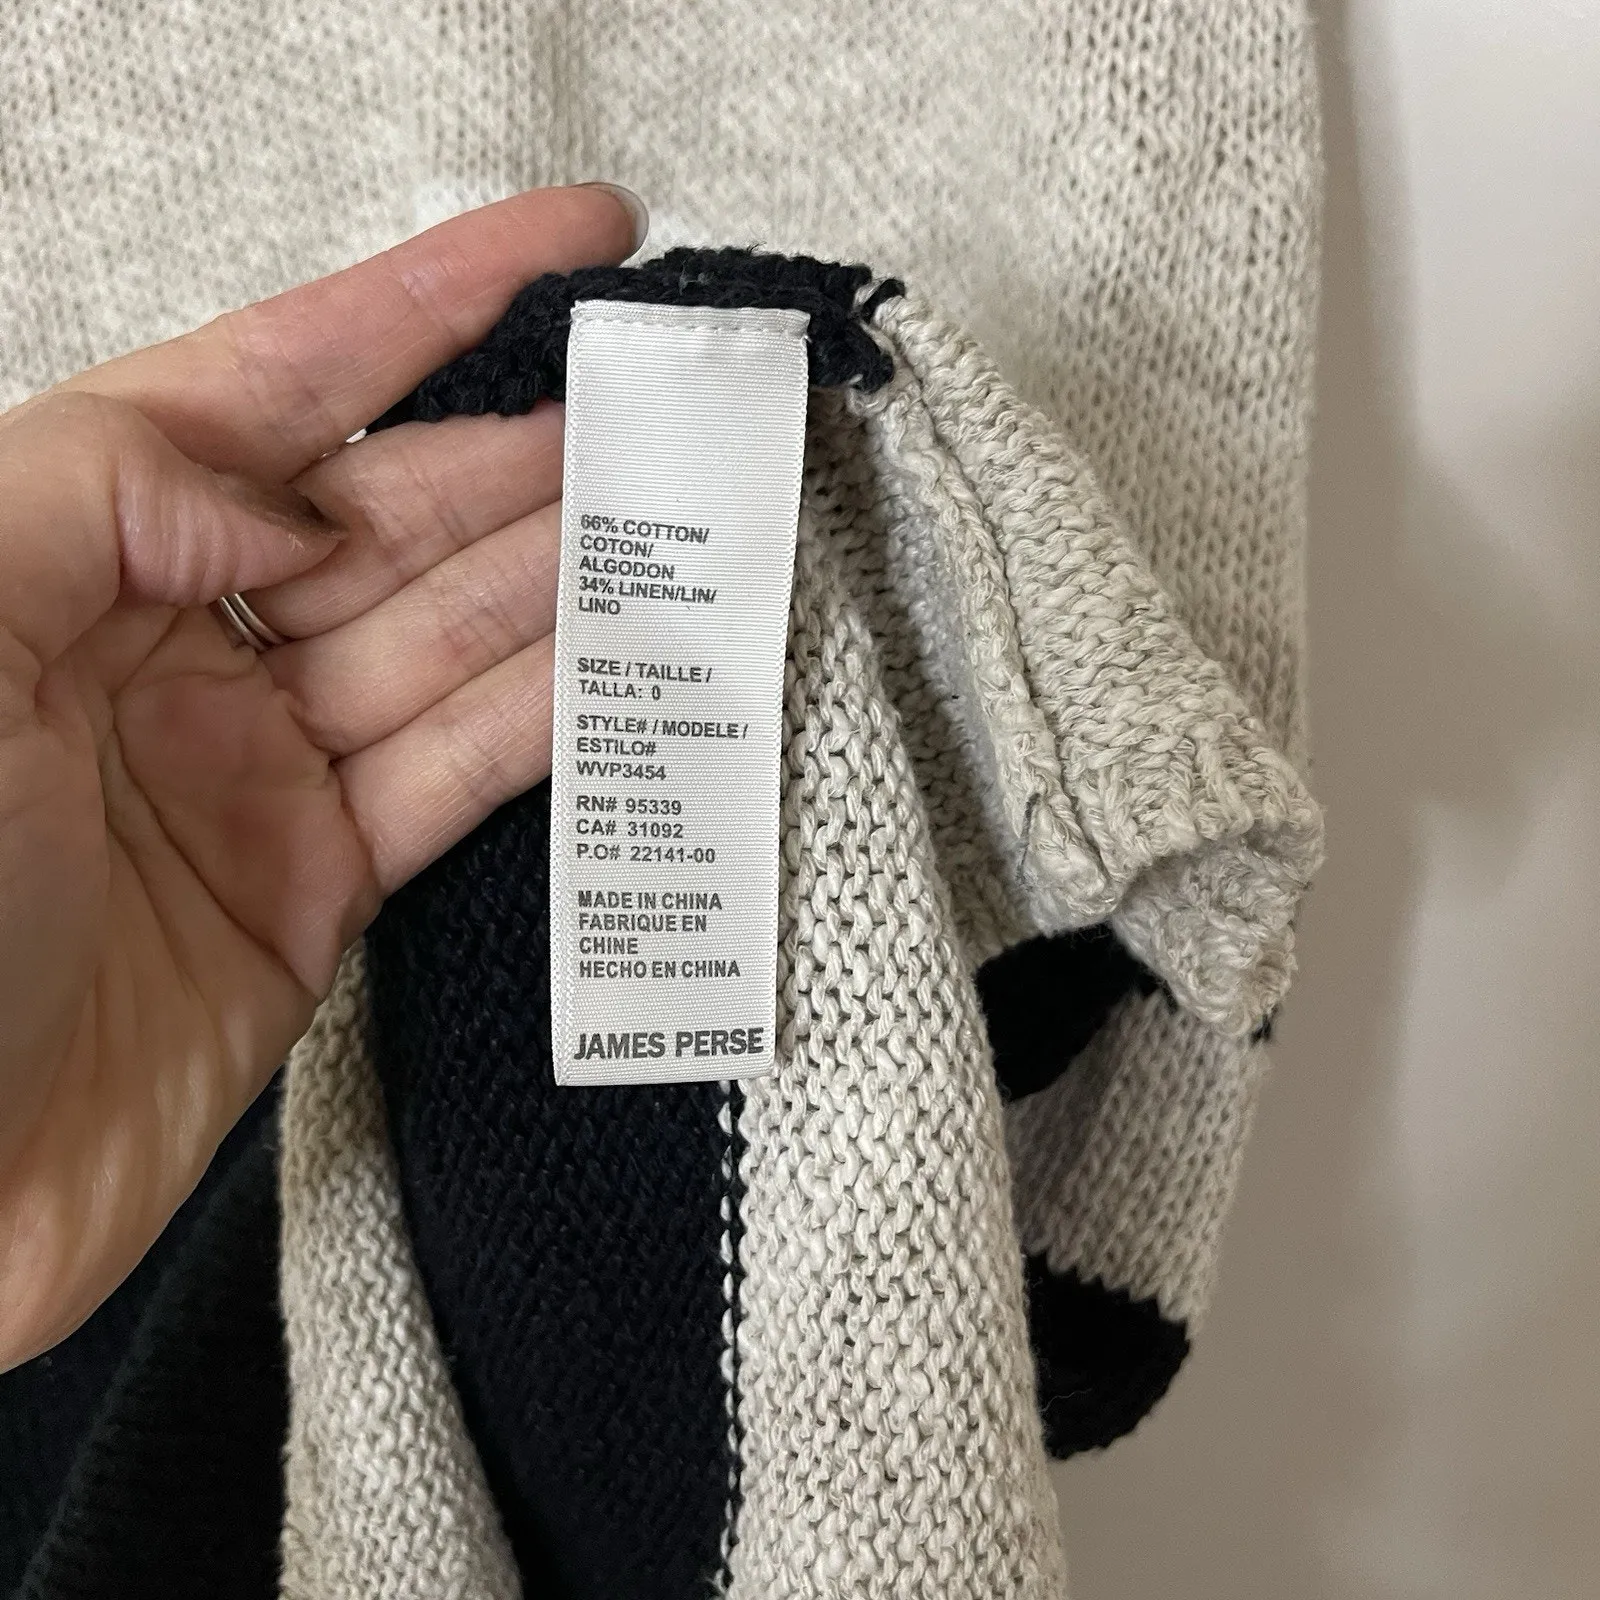 66% COTTON/
COTON/
ALGODON
34% LINEN/LIN/
LINO
SIZE / TAILLE /
TALLA: 0
STYLE# / MODELE /
ESTILO#
WVP3454
RN# 95339
CA# 31092
P.O# 22141-00
MADE IN CHINA
FABRIQUE EN
CHINE
HECHO EN CHINA
JAMES PERSE